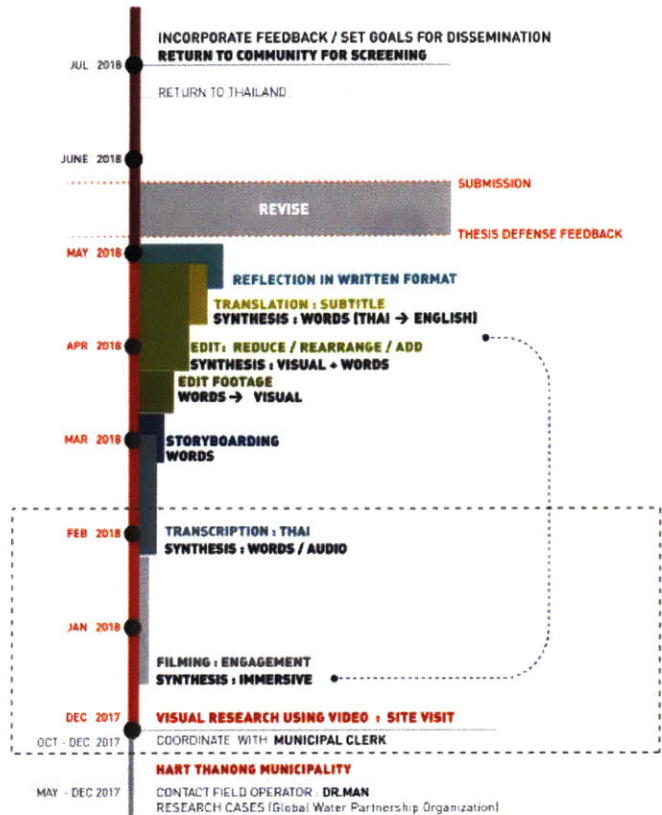 INCORPORATE FEEDBACK / SET GOALS FOR DISSEMINATION
JUL 2018 RETURN TO COMMUNITY FOR SCREENING
RETURN TO THAILAND
JUNE 2018
SUBMISSION
REVISE
THESIS DEFENSE FEEDBACK
MAY 2018
REFLECTION IN WRITTEN FORMAT
TRANSLATION : SUBTITLE
SYNTHESIS : WORDS (THAI → ENGLISH)
APR 2018 EDIT: REDUCE / REARRANGE / ADD
SYNTHESIS : VISUAL + WORDS
EDIT FOOTAGE
WORDS → VISUAL
MAR 2018 STORYBOARDING
WORDS
FEB 2018 TRANSCRIPTION : THAI
SYNTHESIS : WORDS / AUDIO
JAN 2018
FILMING : ENGAGEMENT
SYNTHESIS : IMMERSIVE
DEC 2017 VISUAL RESEARCH USING VIDEO : SITE VISIT
OCT - DEC 2017 COORDINATE WITH MUNICIPAL CLERK
HART THANONG MUNICIPALITY
MAY - DEC 2017 CONTACT FIELD OPERATOR : DR.MAN
RESEARCH CASES (Global Water Partnership Organization)